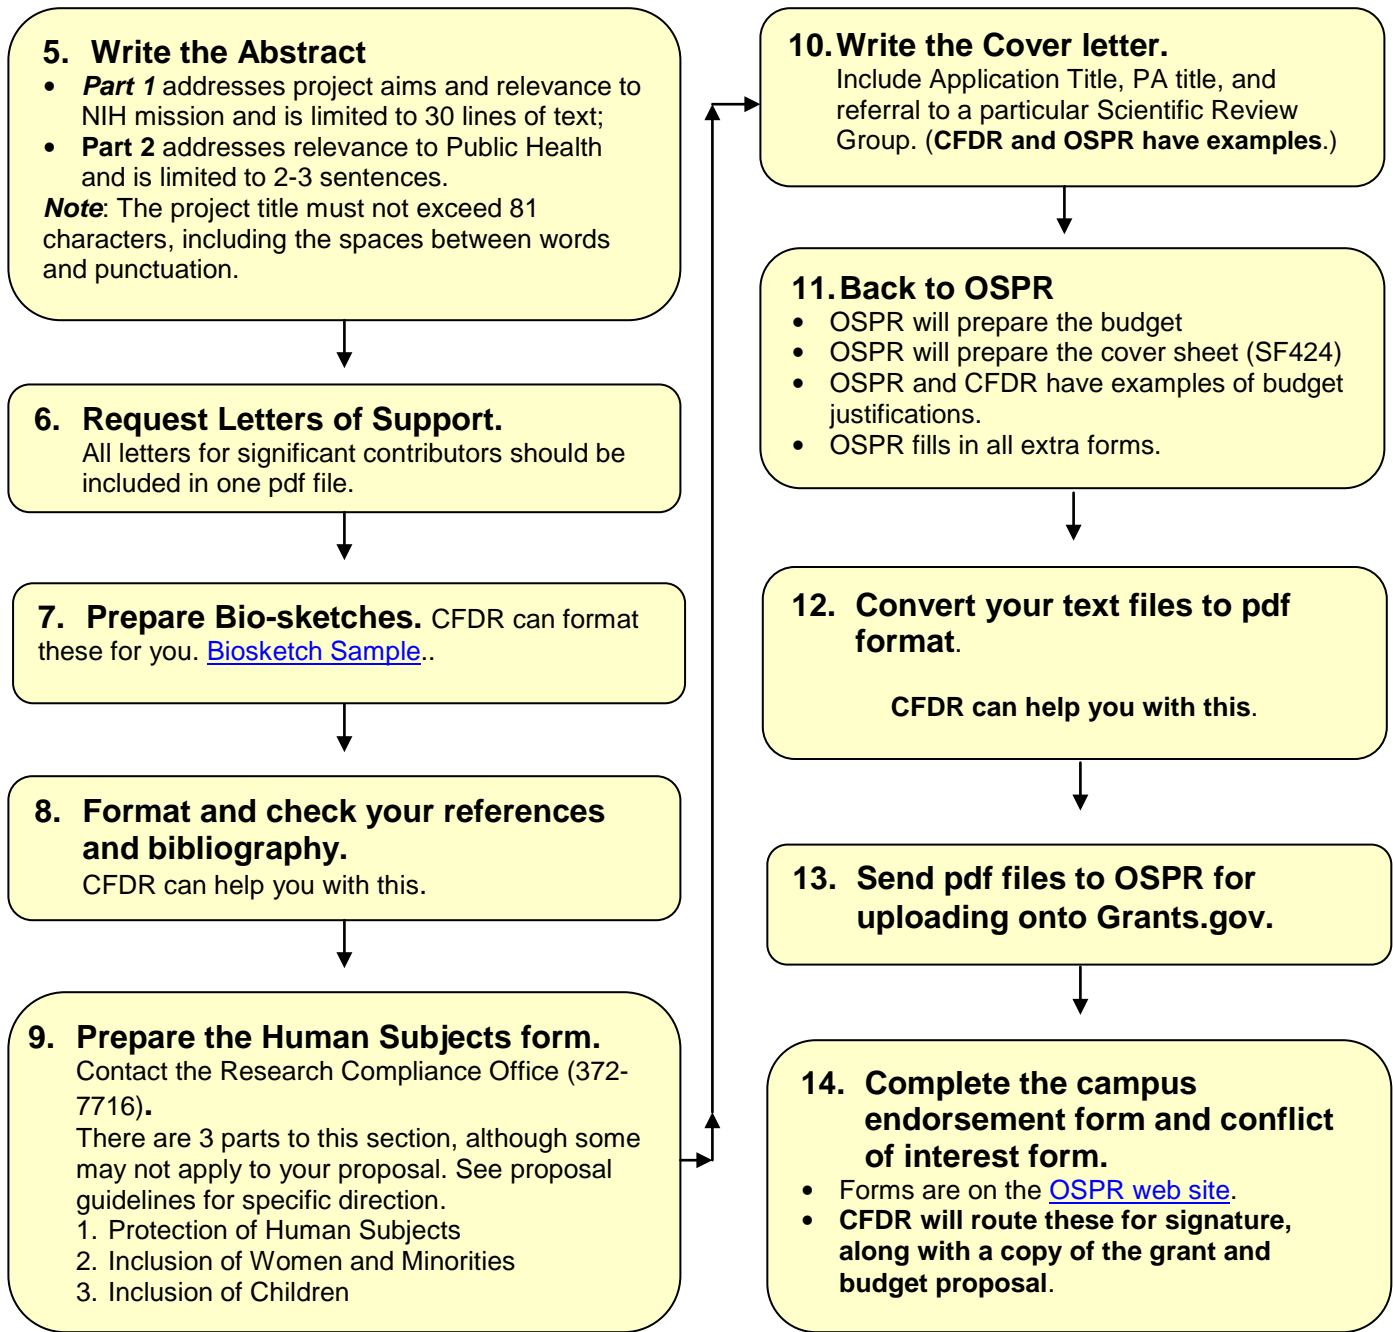 5. Write the Abstract
• Part 1 addresses project aims and relevance to
NIH mission and is limited to 30 lines of text;
• Part 2 addresses relevance to Public Health
and is limited to 2-3 sentences.
Note: The project title must not exceed 81
characters, including the spaces between words
and punctuation.
6. Request Letters of Support.
All letters for significant contributors should be
included in one pdf file.
7. Prepare Bio-sketches. CFDR can format
these for you. Biosketch Sample..
8. Format and check your references
and bibliography.
CFDR can help you with this.
9. Prepare the Human Subjects form.
Contact the Research Compliance Office (372-
7716).
There are 3 parts to this section, although some
may not apply to your proposal. See proposal
guidelines for specific direction.
1. Protection of Human Subjects
2. Inclusion of Women and Minorities
3. Inclusion of Children
10. Write the Cover letter.
Include Application Title, PA title, and
referral to a particular Scientific Review
Group. (CFDR and OSPR have examples.)
11. Back to OSPR
• OSPR will prepare the budget
• OSPR will prepare the cover sheet (SF424)
• OSPR and CFDR have examples of budget
justifications.
• OSPR fills in all extra forms.
12. Convert your text files to pdf
format.
CFDR can help you with this.
13. Send pdf files to OSPR for
uploading onto Grants.gov.
14. Complete the campus
endorsement form and conflict
of interest form.
• Forms are on the OSPR web site.
• CFDR will route these for signature,
along with a copy of the grant and
budget proposal.